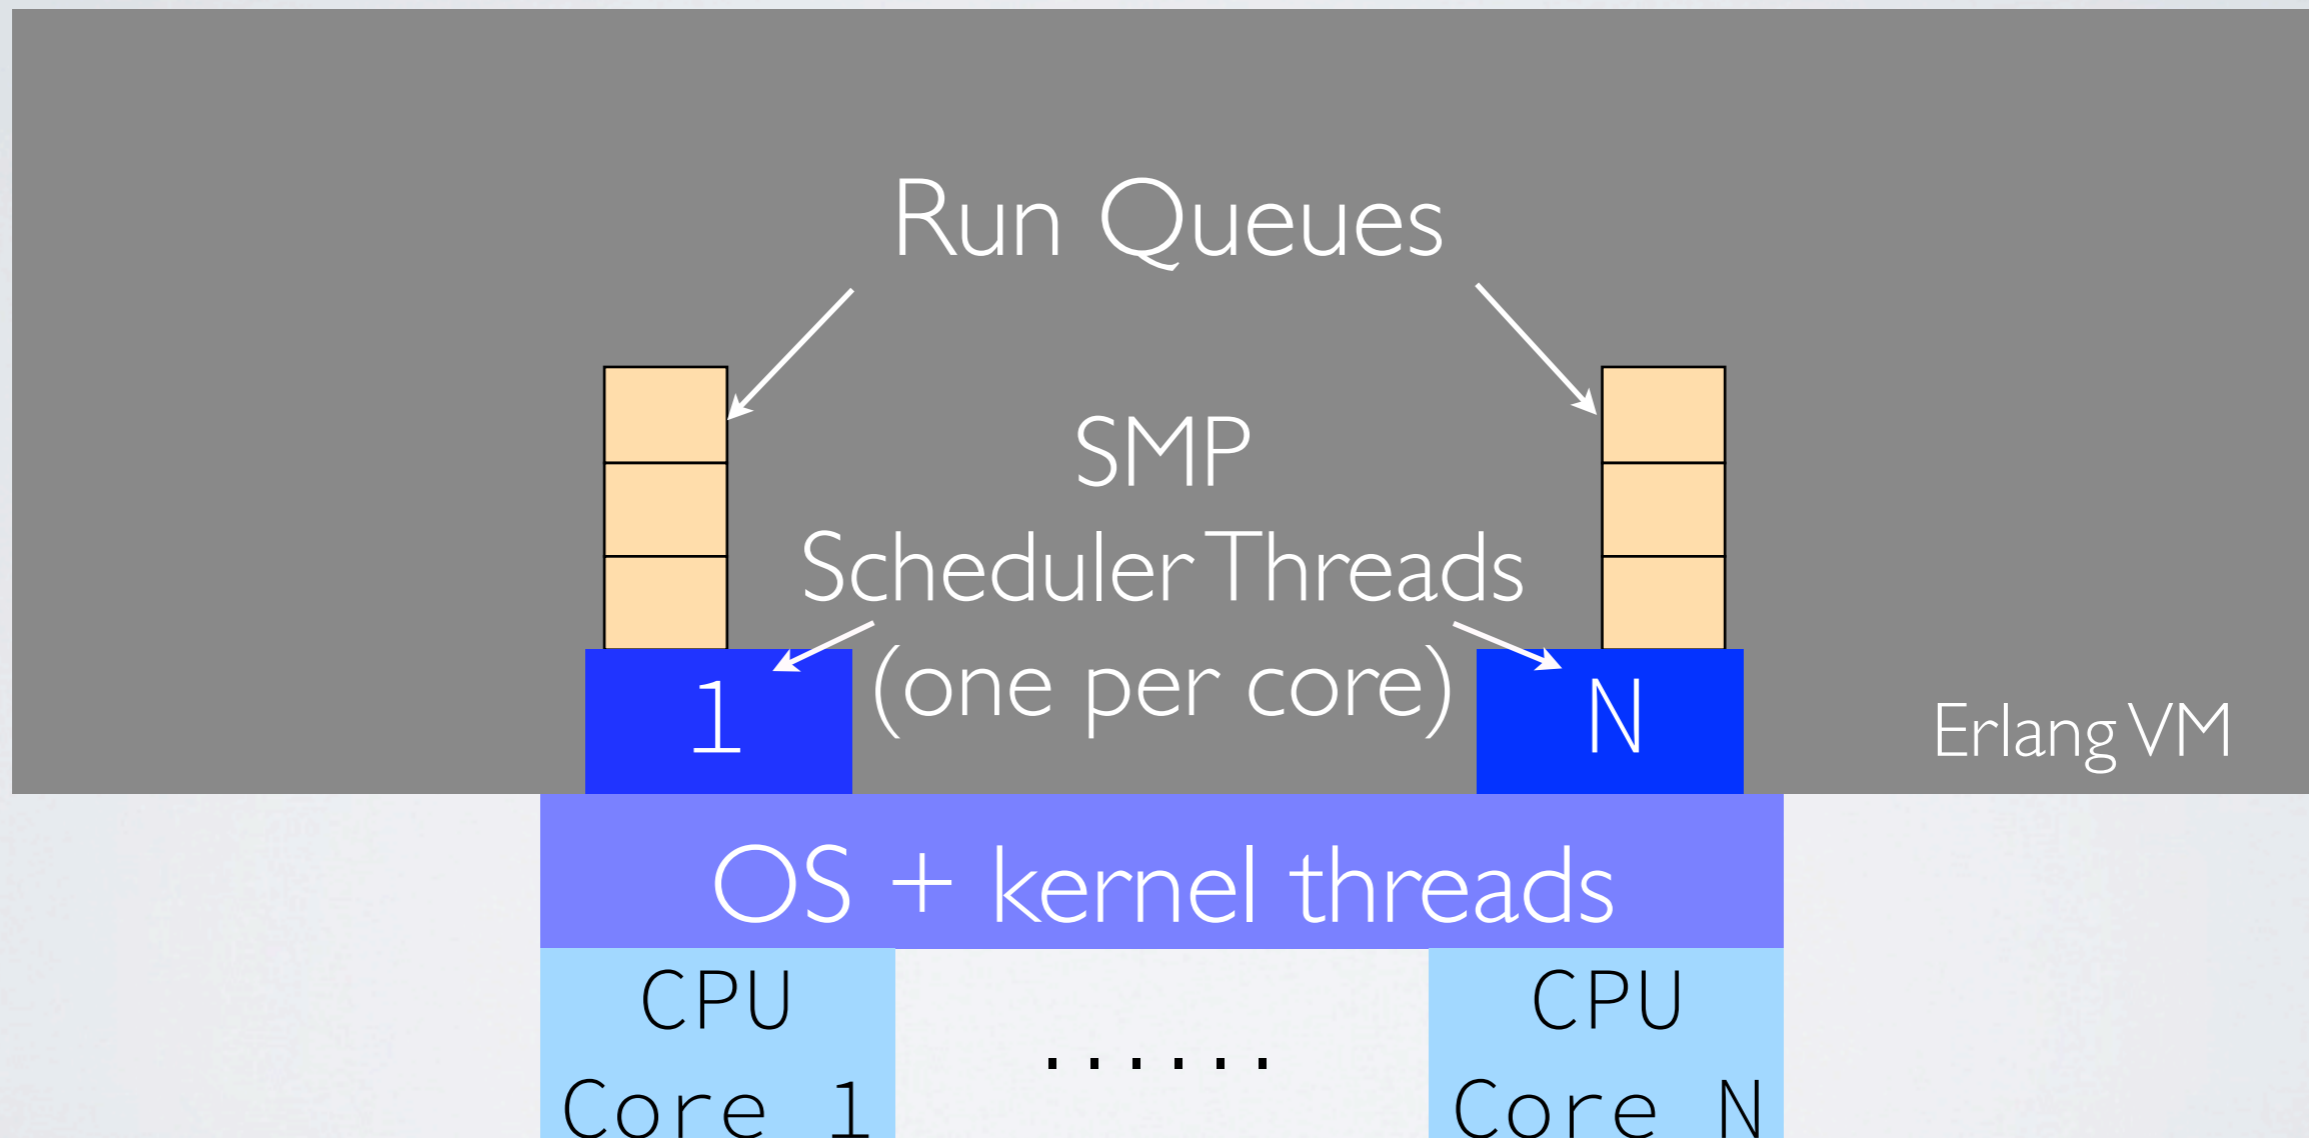 Run Queues
SMP
Scheduler Threads
(one per core)
1
N
Erlang VM
OS + kernel threads
CPU
Core 1
......
CPU
Core N